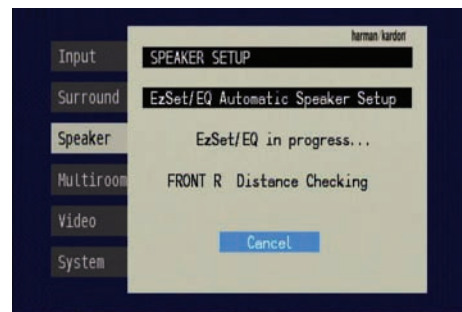 harman/kardon
Input
SPEAKER SETUP
Surround
EzSet/EQ Automatic Speaker Setup
Speaker
EzSet/EQ in progress...
Multiroom
FRONT R Distance Checking
Video
Cancel
System